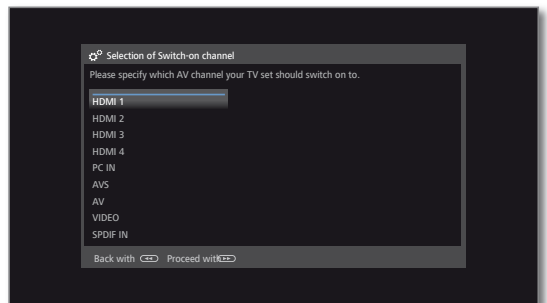 Selection of Switch-on channel
Please specify which AV channel your TV set should switch on to.
HDMI 1
HDMI 2
HDMI 3
HDMI 4
PC IN
AVS
AV
VIDEO
SPDIF IN
Back with Proceed with